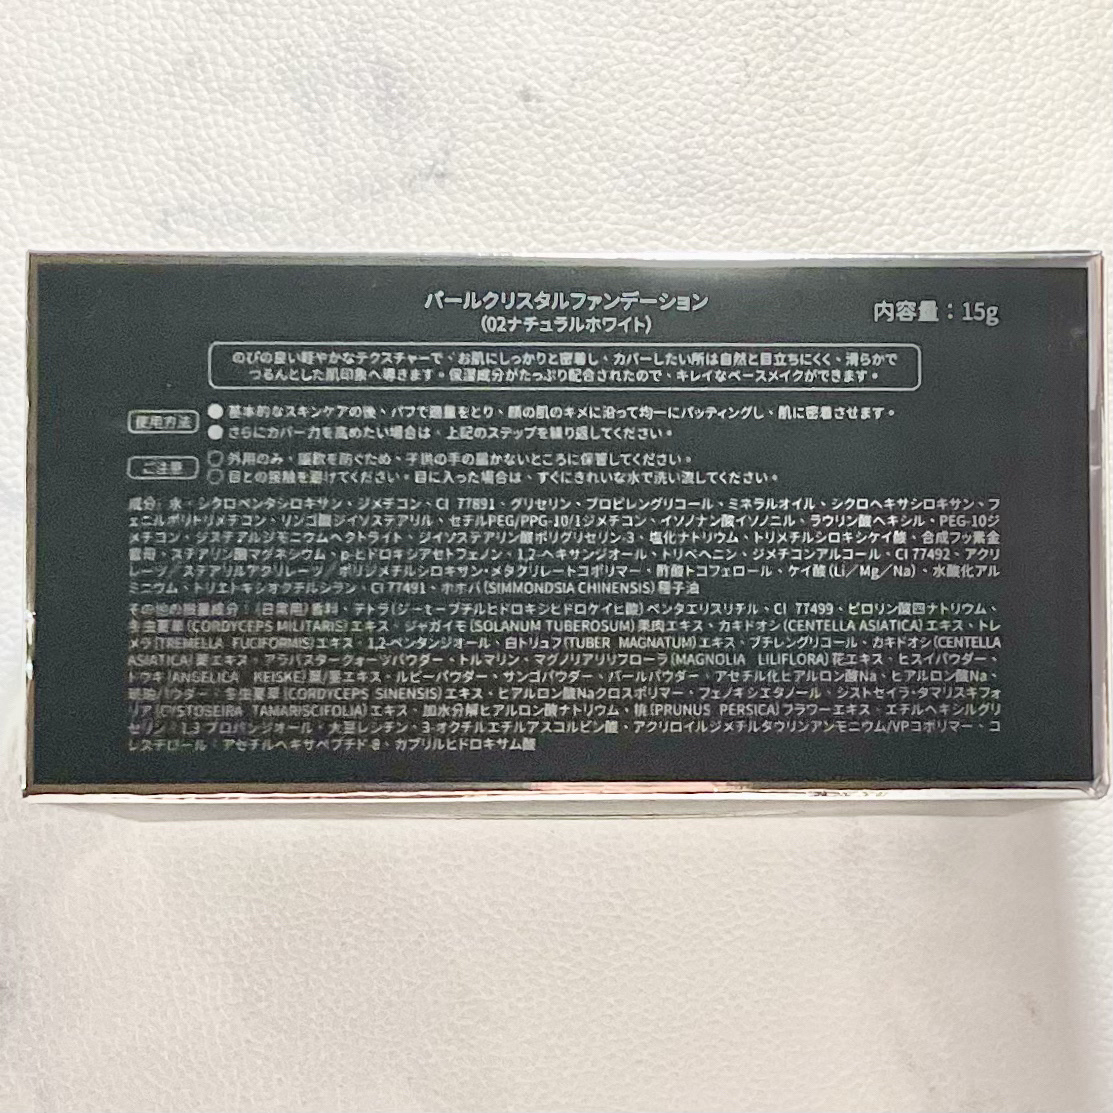 パールクリスタルファンデーション
(02ナチュラルホワイト)
内容量：15g
のびの良い軽やかなテクスチャーで、お肌にしっかりと密着し、カバーしたい所は自然と目立ちにくく、滑らかで
つるんとした肌印象へ導きます。保湿成分がたっぷり配合されたので、キレイなベースメイクができます。
使用方法
●基本的なスキンケアの後、パフで適量をとり、顔の肌のキメに沿って均一にパッティングし、肌に密着させます。
●さらにカバー力を高めたい場合は、上記のステップを繰り返してください。
ご注意
○外用のみ、誤飲を防ぐため、子供の手の届かないところに保管してください。
○目との接触を避けてください。目に入った場合は、すぐにきれいな水で洗い流してください。
成分：水、シクロペンタシロキサン、ジメチコン、CI 77891、グリセリン、プロピレングリコール、ミネラルオイル、シクロヘキサシロキサン、フ
ェニルポリトリメチコン、リンゴ酸ジイソステアリル、セチルPEG/PPG-10/1ジメチコン、イソノナン酸イソノニル、ラウリン酸ヘキシル、PEG-10ジ
メチコン、ジステアルジモニウムヘクトライト、ジイソステアリン酸ポリグリセリン-3、塩化ナトリウム、トリメチルシロキシケイ酸、合成フッ素金
雲母、ステアリン酸マグネシウム、p-ヒドロキシアセトフェノン、1,2-ヘキサンジオール、トリベヘニン、ジメチコンアルコール、CI 77492、アクリ
レーツ／ステアリルアクリレーツ／ポリジメチルシロキサン・メタクリレートコポリマー、酢酸トコフェロール、ケイ酸(Li／Mg／Na)、水酸化アル
ミニウム、トリエトキシオクチルシラン、CI 77491、ホホバ(SIMMONDSIA CHINENSIS)種子油
その他の微量成分：(日常用)香料、テトラ(ジ-t-ブチルヒドロキシヒドロケイヒ酸)ペンタエリスリチル、CI 77499、ピロリン酸四ナトリウム、
冬虫夏草(CORDYCEPS MILITARIS)エキス、ジャガイモ(SOLANUM TUBEROSUM)果肉エキス、カキドオシ(CENTELLA ASIATICA)エキス、トレ
メラ(TREMELLA FUCIFORMIS)エキス、1,2-ペンタンジオール、白トリュフ(TUBER MAGNATUM)エキス、ブチレングリコール、カキドオシ(CENTELLA
ASIATICA)葉エキス、アラバスタークォーツパウダー、トルマリン、マグノリアリリフローラ(MAGNOLIA LILIFLORA)花エキス、ヒスイパウダー、
トウキ(ANGELICA KEISKE)葉/茎エキス、ルビーパウダー、サンゴパウダー、パールパウダー、アセチル化ヒアルロン酸Na、ヒアルロン酸Na、
琥珀パウダー、冬虫夏草(CORDYCEPS SINENSIS)エキス、ヒアルロン酸Naクロスポリマー、フェノキシエタノール、シストセイラ・タマリスキフォ
リア(CYSTOSEIRA TAMARISCIFOLIA)エキス、加水分解ヒアルロン酸ナトリウム、桃(PRUNUS PERSICA)フラワーエキス、エチルヘキシルグリ
セリン、1,3-プロパンジオール、大豆レシチン、3-オクチルエチルアスコルビン酸、アクリロイルジメチルタウリンアンモニウム/VPコポリマー、コ
レステロール、アセチルヘキサペプチド-8、カプリルヒドロキサム酸